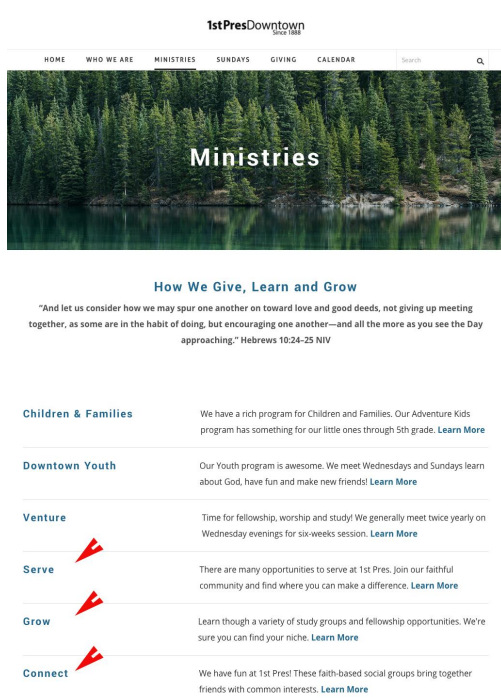 1stPresDowntown
Since 1888
HOME WHO WE ARE MINISTRIES SUNDAYS GIVING CALENDAR Search
Ministries
How We Give, Learn and Grow
“And let us consider how we may spur one another on toward love and good deeds, not giving up meeting
together, as some are in the habit of doing, but encouraging one another—and all the more as you see the Day
approaching.” Hebrews 10:24–25 NIV
Children & Families
We have a rich program for Children and Families. Our Adventure Kids
program has something for our little ones through 5th grade. Learn More
Downtown Youth
Our Youth program is awesome. We meet Wednesdays and Sundays learn
about God, have fun and make new friends! Learn More
Venture
Time for fellowship, worship and study! We generally meet twice yearly on
Wednesday evenings for six-weeks session. Learn More
Serve
There are many opportunities to serve at 1st Pres. Join our faithful
community and find where you can make a difference. Learn More
Grow
Learn though a variety of study groups and fellowship opportunities. We're
sure you can find your niche. Learn More
Connect
We have fun at 1st Pres! These faith-based social groups bring together
friends with common interests. Learn More